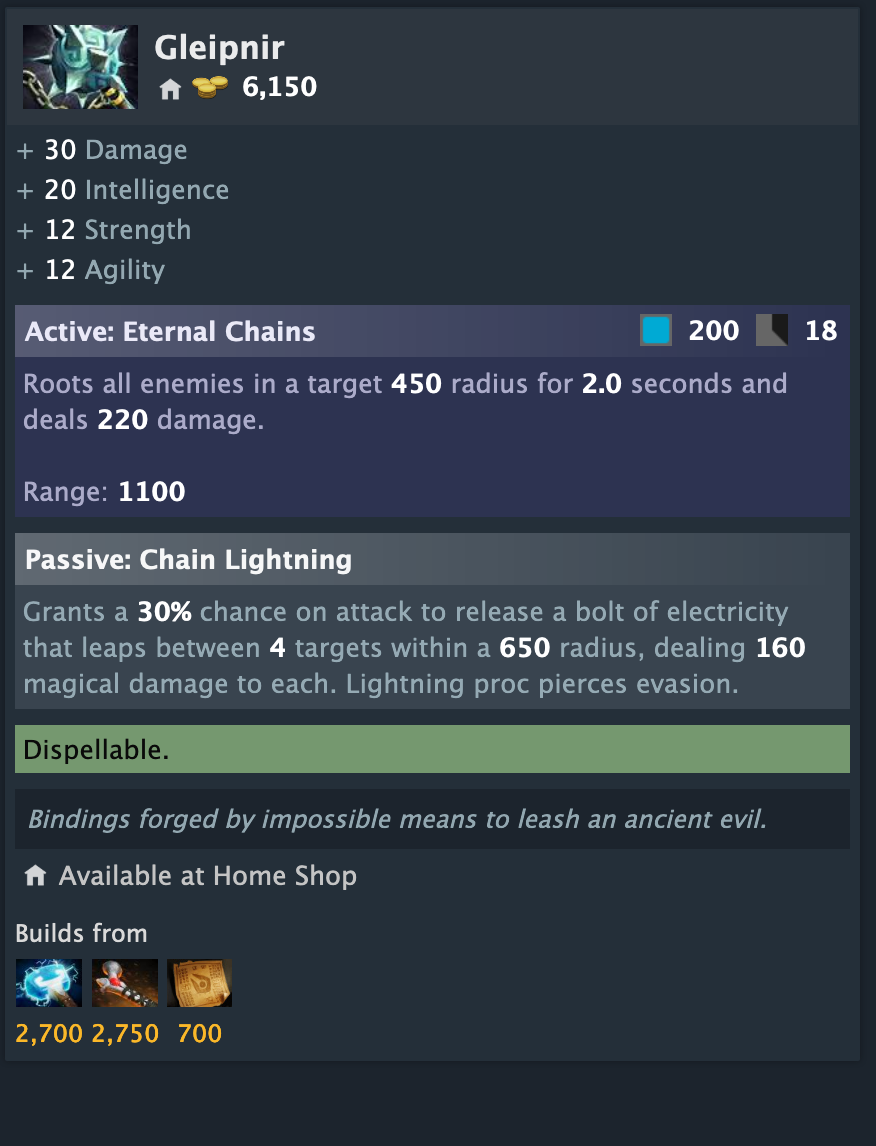 Gleipnir
6,150
+ 30 Damage
+ 20 Intelligence
+ 12 Strength
+ 12 Agility
Active: Eternal Chains 200 18
Roots all enemies in a target 450 radius for 2.0 seconds and
deals 220 damage.
Range: 1100
Passive: Chain Lightning
Grants a 30% chance on attack to release a bolt of electricity
that leaps between 4 targets within a 650 radius, dealing 160
magical damage to each. Lightning proc pierces evasion.
Dispellable.
Bindings forged by impossible means to leash an ancient evil.
Available at Home Shop
Builds from
2,700 2,750 700